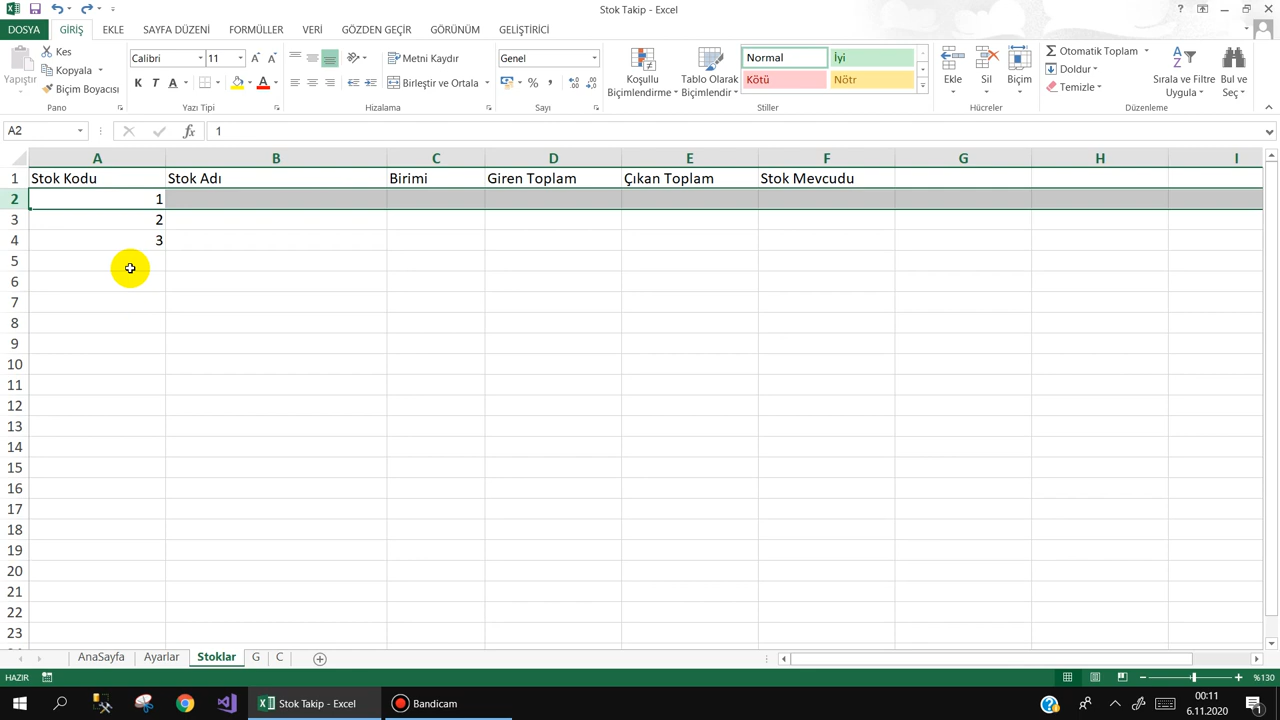 Stok Takip - Excel
DOSYA GİRİŞ EKLE SAYFA DÜZENİ FORMÜLLER VERİ GÖZDEN GEÇİR GÖRÜNÜM GELİŞTİRİCİ
Yapıştır
Kes
Kopyala
Biçim Boyacısı
Pano
Calibri 11
K T A
Yazı Tipi
Metni Kaydır
Birleştir ve Ortala
Hizalama
Genel
%
Sayı
Koşullu Biçimlendirme
Tablo Olarak Biçimlendir
Normal İyi
Kötü Nötr
Stiller
Ekle Sil Biçim
Hücreler
Otomatik Toplam
Doldur
Temizle
Sırala ve Filtre Uygula
Bul ve Seç
Düzenleme
A2 fx 1
A B C D E F G H I
1 Stok Kodu Stok Adı Birimi Giren Toplam Çıkan Toplam Stok Mevcudu
2 1
3 2
4 3
5
6
7
8
9
10
11
12
13
14
15
16
17
18
19
20
21
22
23
AnaSayfa Ayarlar Stoklar G C
HAZIR %130
Stok Takip - Excel Bandicam 00:11
6.11.2020